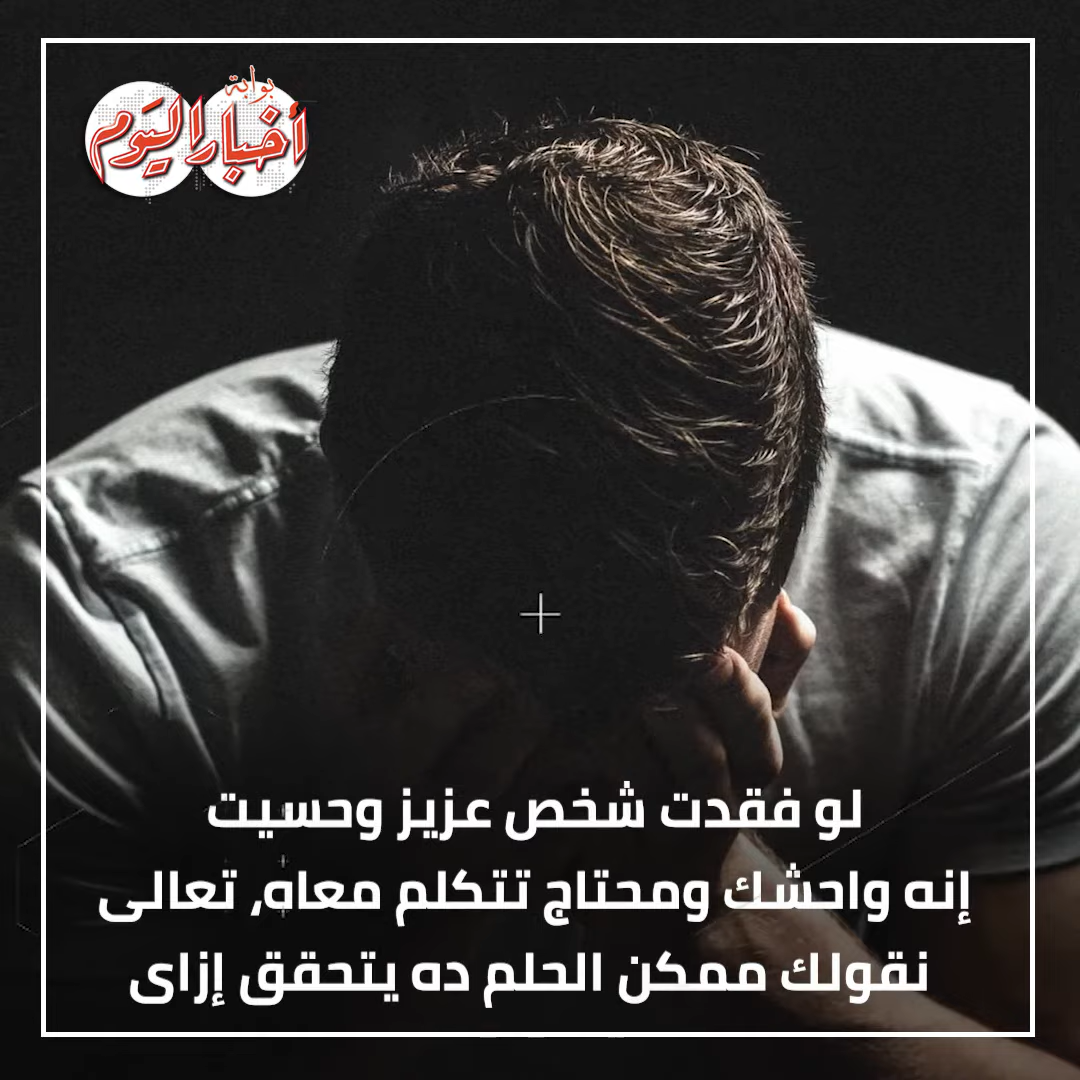 بوابة
أخبار اليوم
لو فقدت شخص عزيز وحسيت
إنه واحشك ومحتاج تتكلم معاه, تعالى
نقولك ممكن الحلم ده يتحقق إزاى